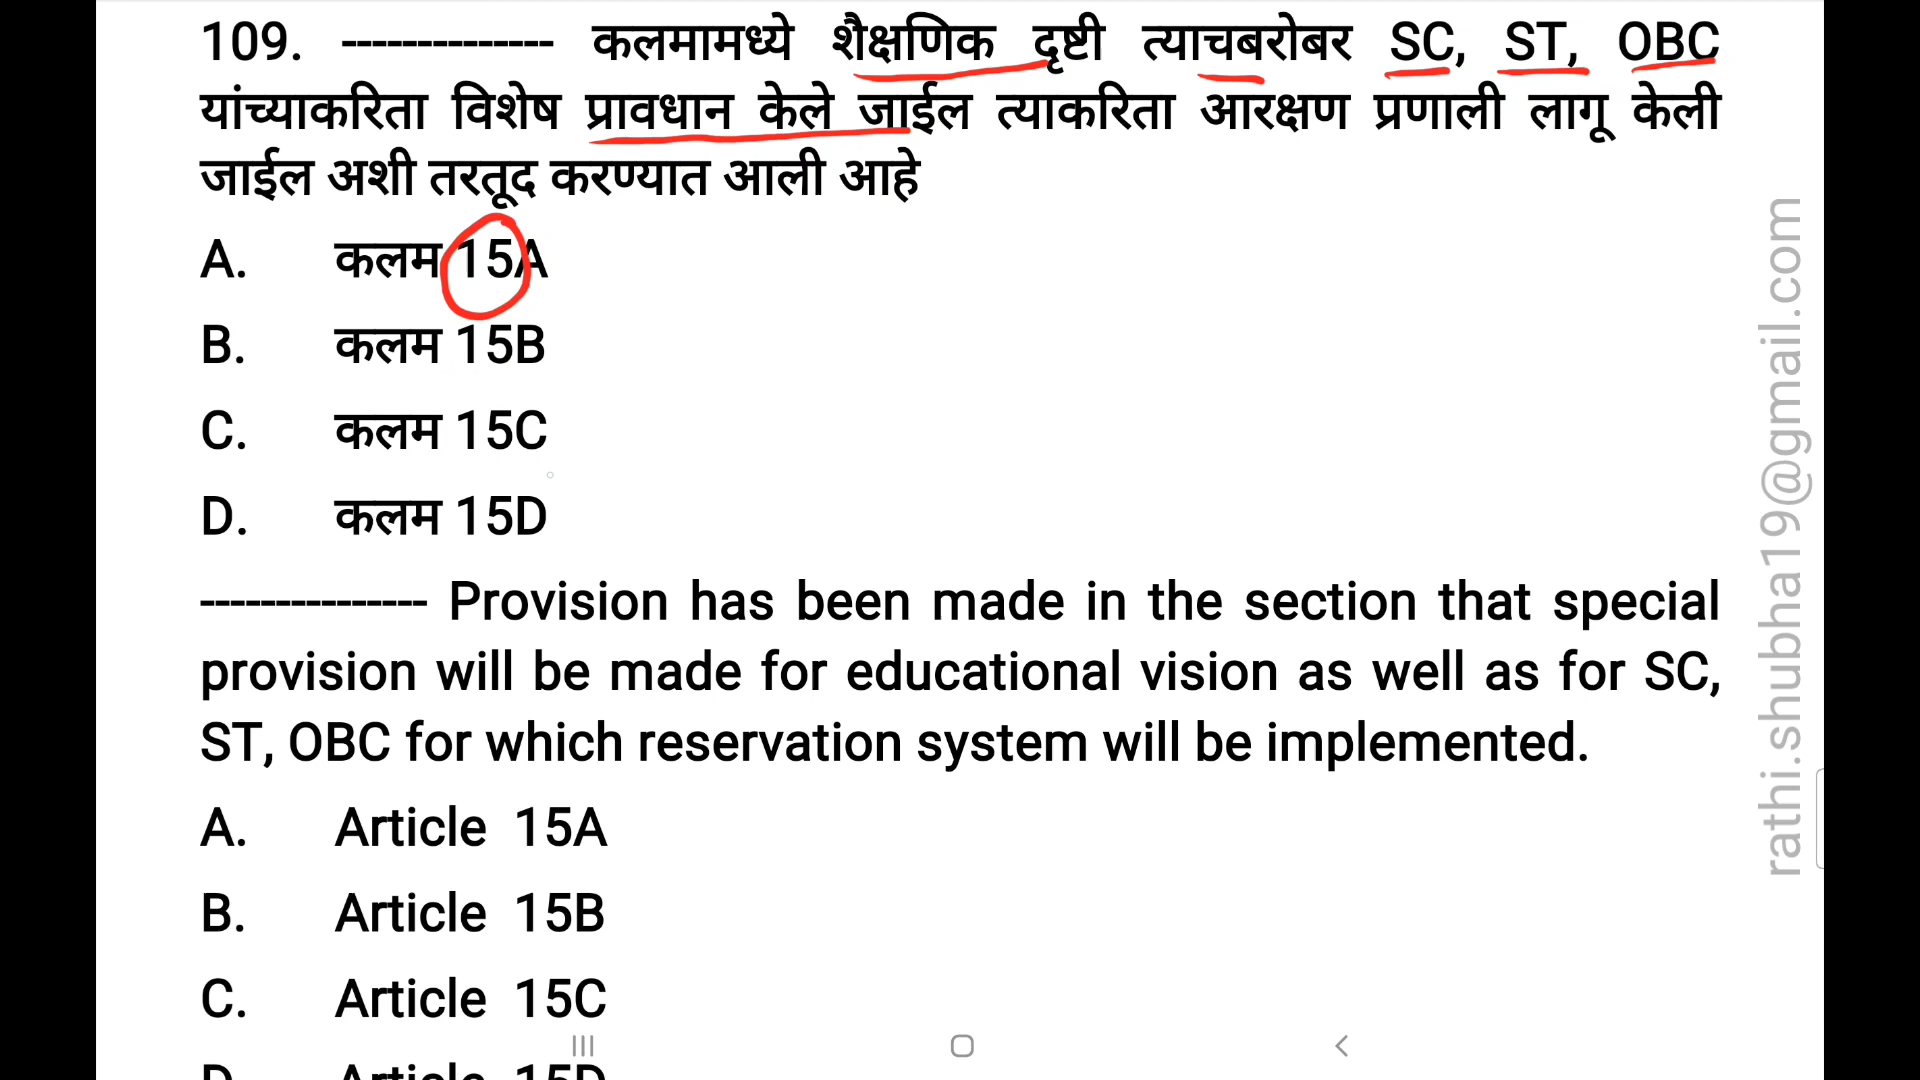 109. -------------- कलमामध्ये शैक्षणिक दृष्टी त्याचबरोबर SC, ST, OBC
यांच्याकरिता विशेष प्रावधान केले जाईल त्याकरिता आरक्षण प्रणाली लागू केली
जाईल अशी तरतूद करण्यात आली आहे
A. कलम 15A
B. कलम 15B
C. कलम 15C
D. कलम 15D
--------------- Provision has been made in the section that special
provision will be made for educational vision as well as for SC,
ST, OBC for which reservation system will be implemented.
A. Article 15A
B. Article 15B
C. Article 15C
D. Article 15D
rathi.shubha19@gmail.com